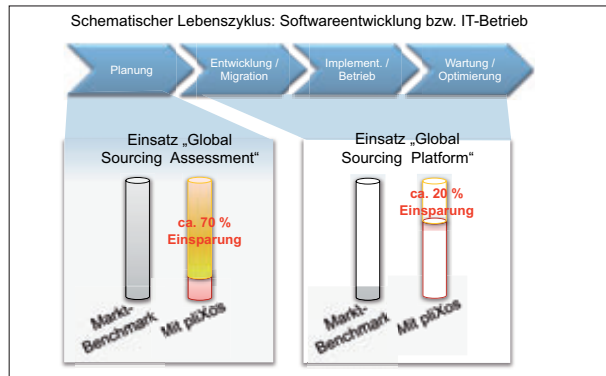 Schematischer Lebenszyklus: Softwareentwicklung bzw. IT-Betrieb
Planung
Entwicklung /
Migration
Implement. /
Betrieb
Wartung /
Optimierung
Einsatz „Global
Sourcing Assessment“
ca. 70 %
Einsparung
Markt-
Benchmark
Mit pliXos
Einsatz „Global
Sourcing Platform“
ca. 20 %
Einsparung
Markt-
Benchmark
Mit pliXos